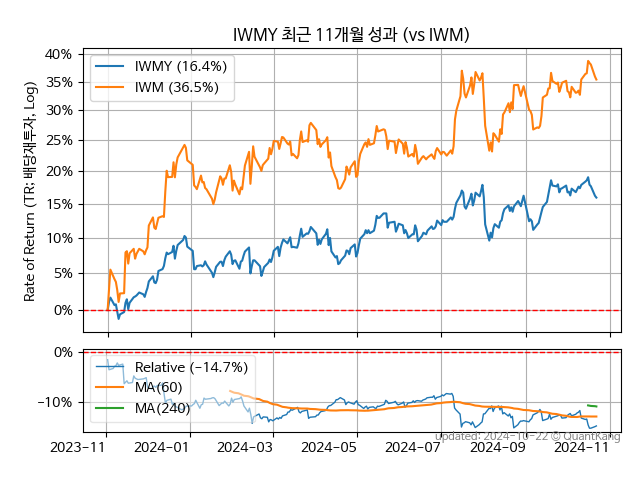 IWMY 최근 11개월 성과 (vs IWM)
Rate of Return (TR: 배당재투자, Log)
40%
35%
30%
25%
20%
15%
10%
5%
0%
IWMY (16.4%)
IWM (36.5%)
0%
−10%
Relative (−14.7%)
MA(60)
MA(240)
updated: 2024-10-22 © QuantKang
2023-11
2024-01
2024-03
2024-05
2024-07
2024-09
2024-11